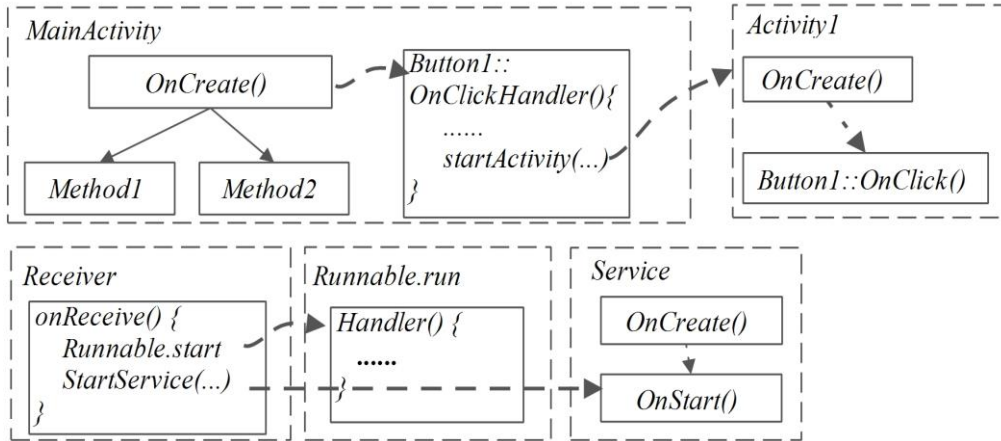 MainActivity
OnCreate()
Method1
Method2
Button1::
OnClickHandler(){
......
startActivity(...)
}
Activity1
OnCreate()
Button1::OnClick()
Receiver
onReceive() {
Runnable.start
StartService(...)
}
Runnable.run
Handler() {
......
}
Service
OnCreate()
OnStart()